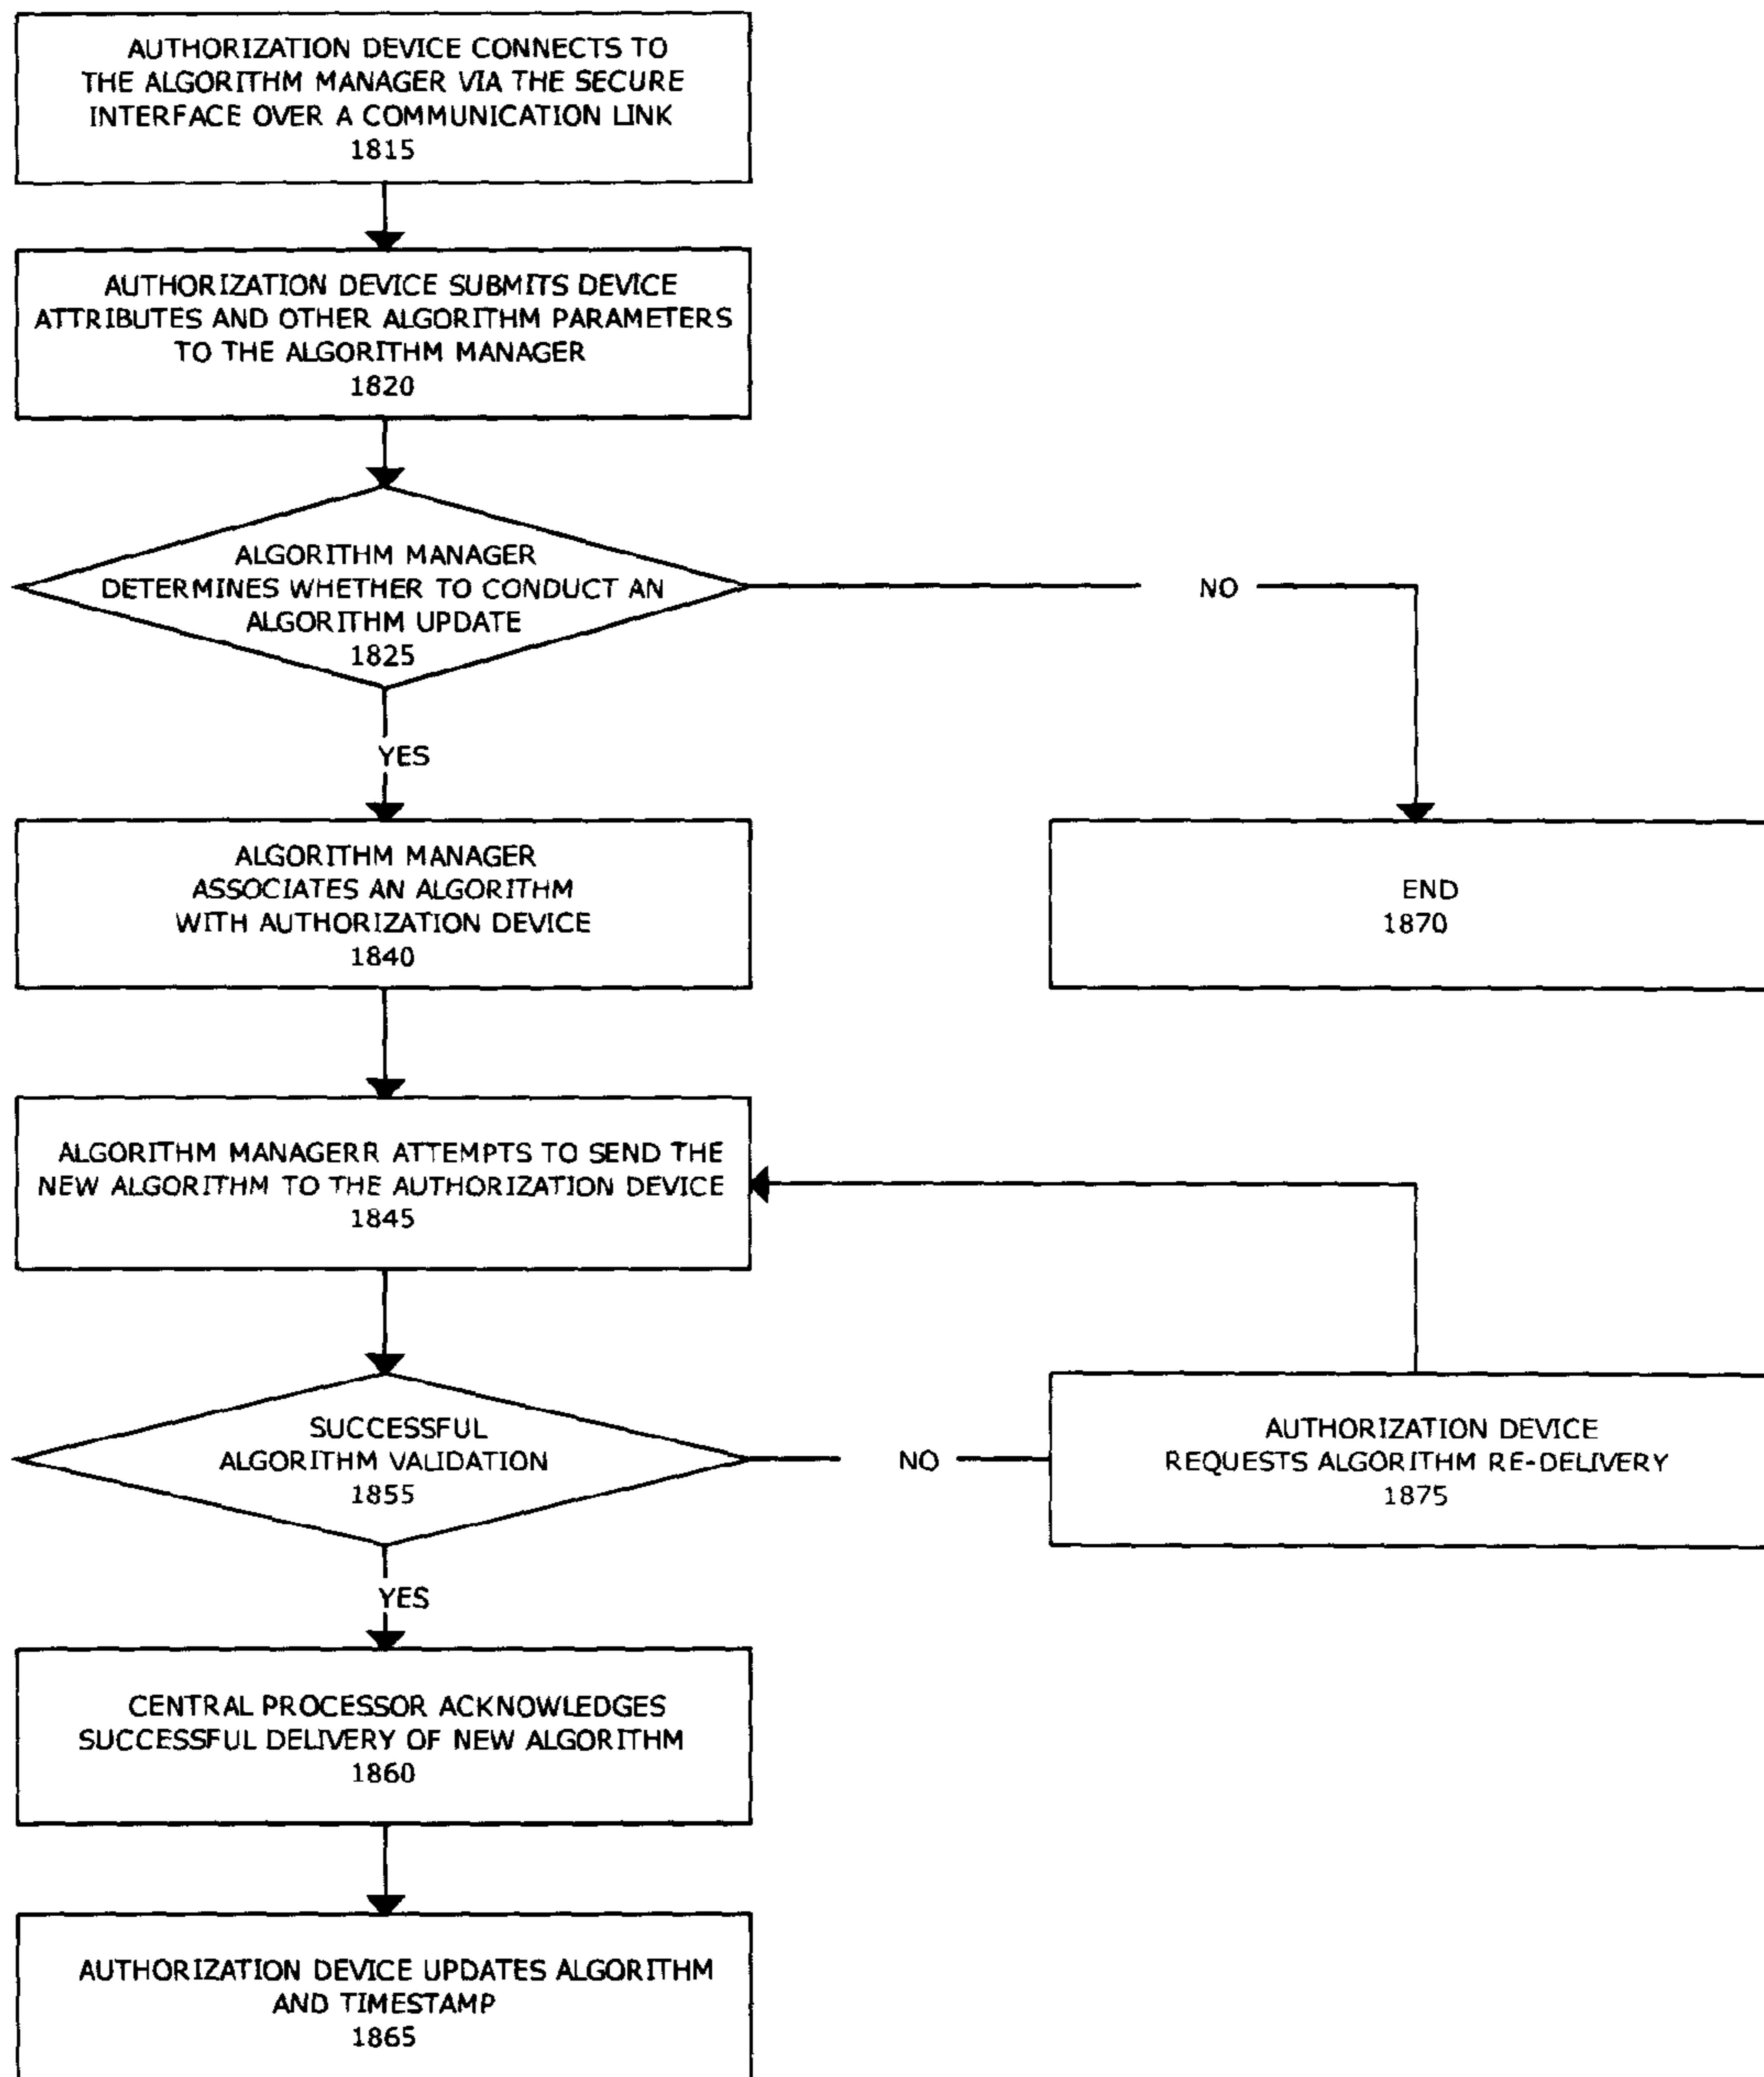 AUTHORIZATION DEVICE CONNECTS TO
THE ALGORITHM MANAGER VIA THE SECURE
INTERFACE OVER A COMMUNICATION LINK
1815
AUTHORIZATION DEVICE SUBMITS DEVICE
ATTRIBUTES AND OTHER ALGORITHM PARAMETERS
TO THE ALGORITHM MANAGER
1820
ALGORITHM MANAGER
DETERMINES WHETHER TO CONDUCT AN
ALGORITHM UPDATE
1825
NO
YES
ALGORITHM MANAGER
ASSOCIATES AN ALGORITHM
WITH AUTHORIZATION DEVICE
1840
END
1870
ALGORITHM MANAGERR ATTEMPTS TO SEND THE
NEW ALGORITHM TO THE AUTHORIZATION DEVICE
1845
SUCCESSFUL
ALGORITHM VALIDATION
1855
NO
AUTHORIZATION DEVICE
REQUESTS ALGORITHM RE-DELIVERY
1875
YES
CENTRAL PROCESSOR ACKNOWLEDGES
SUCCESSFUL DELIVERY OF NEW ALGORITHM
1860
AUTHORIZATION DEVICE UPDATES ALGORITHM
AND TIMESTAMP
1865